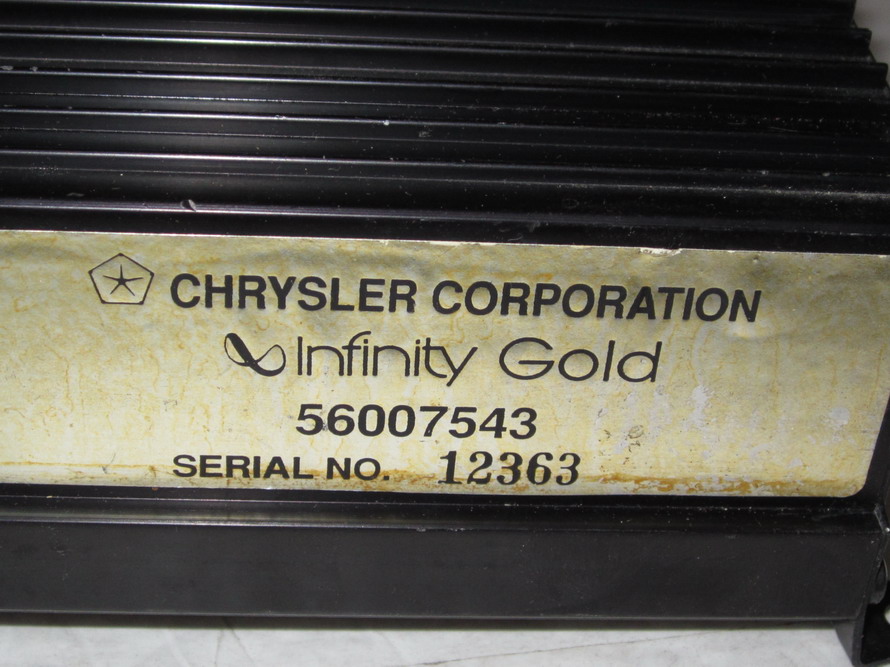 CHRYSLER CORPORATION
Infinity Gold
56007543
SERIAL NO. 12363